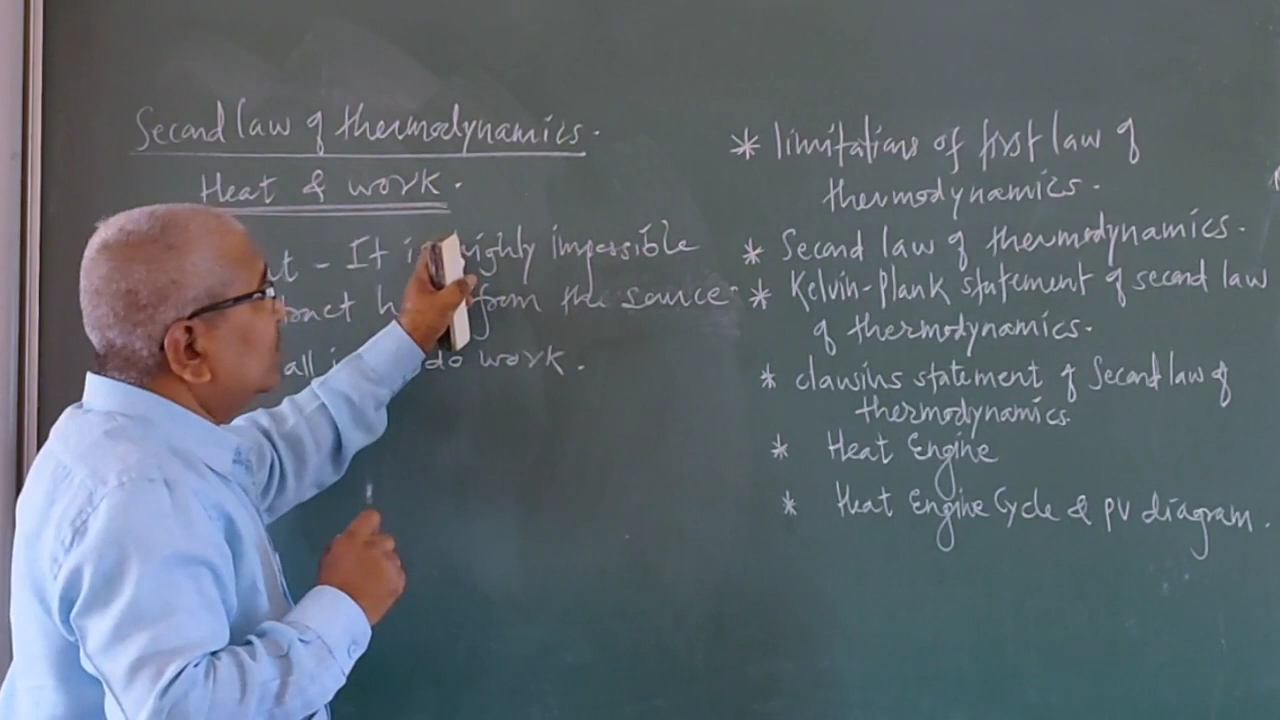 Second law of thermodynamics.
Heat & work.
- It is highly impossible
from the source
all do work.
* limitations of first law of
thermodynamics.
* Second law of thermodynamics.
* Kelvin-Plank statement of second law
of thermodynamics.
* clausius statement of Second law of
thermodynamics.
* Heat Engine
* Heat Engine Cycle & PV diagram.